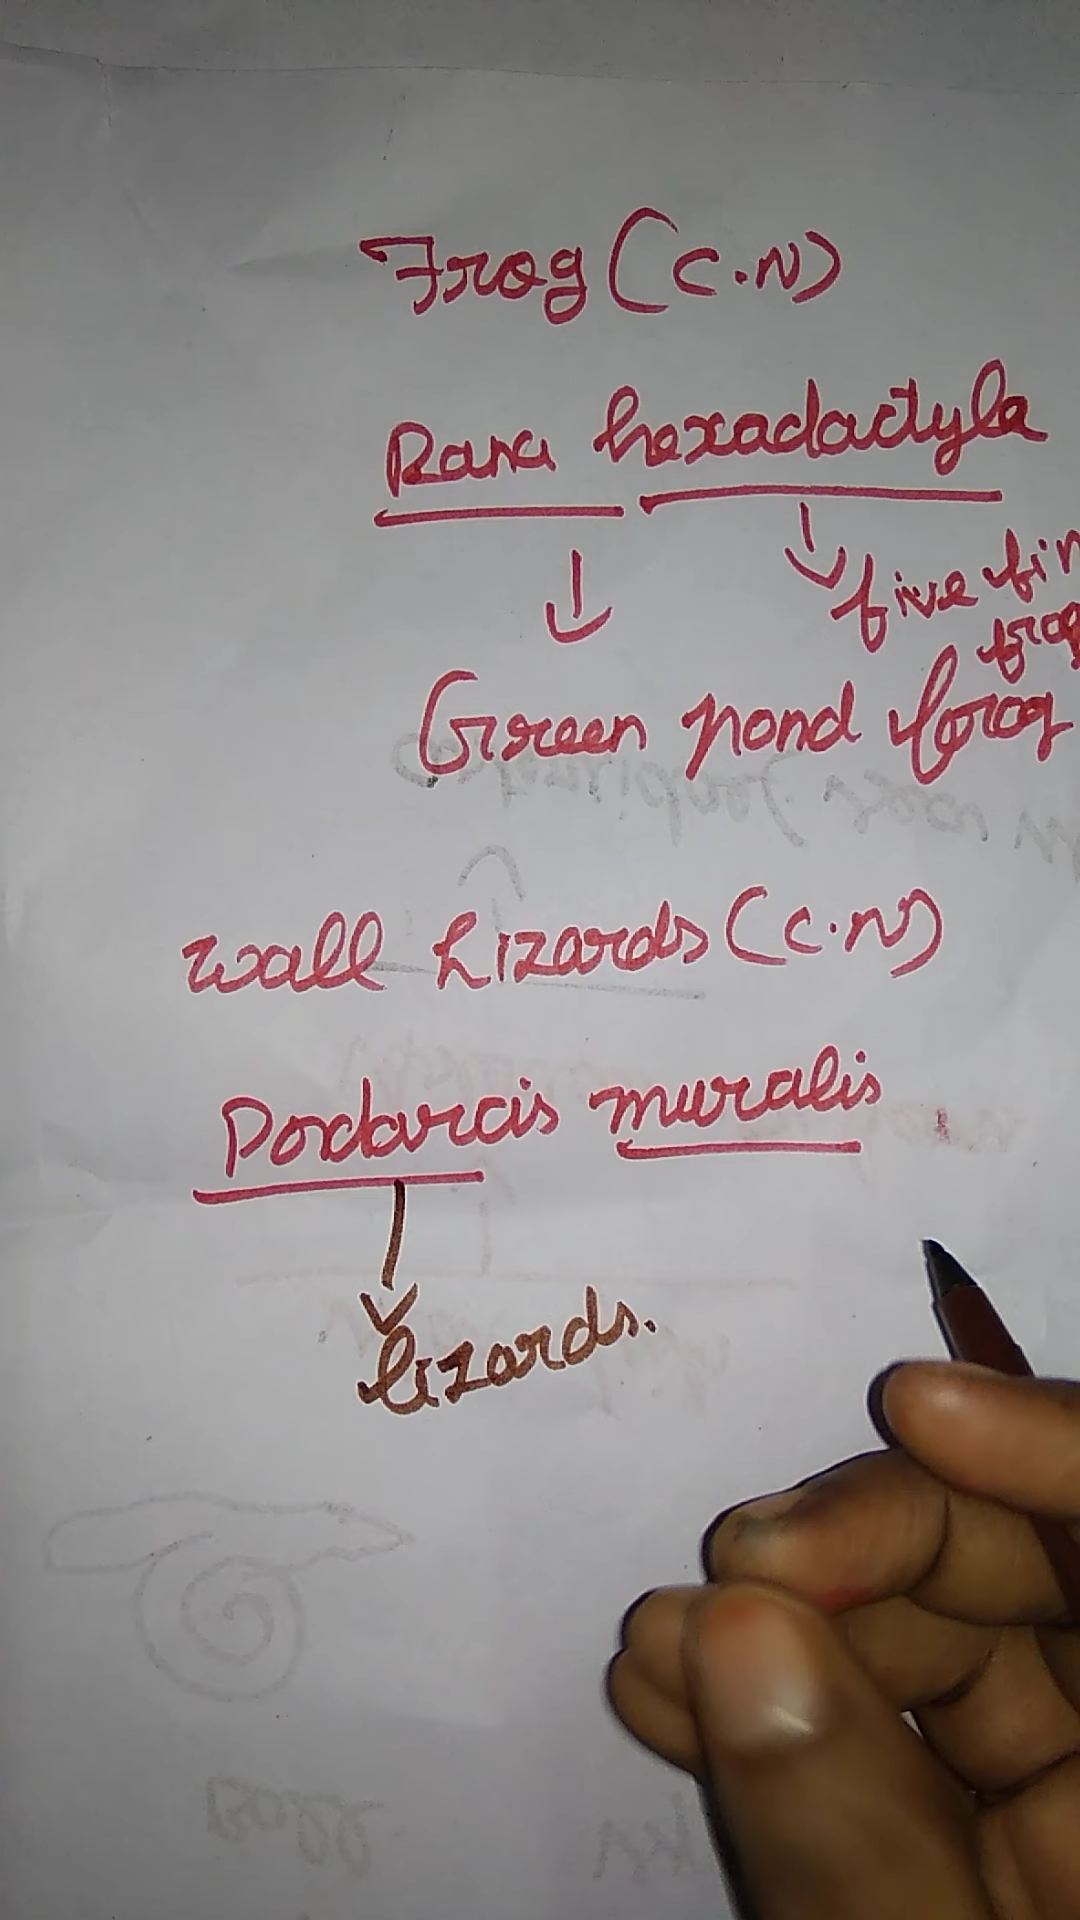 Frog (C.N)
Rana hexadactyla
five fin
frog
Green pond frog
Wall Lizards (C.N)
Podarcis muralis
lizards.